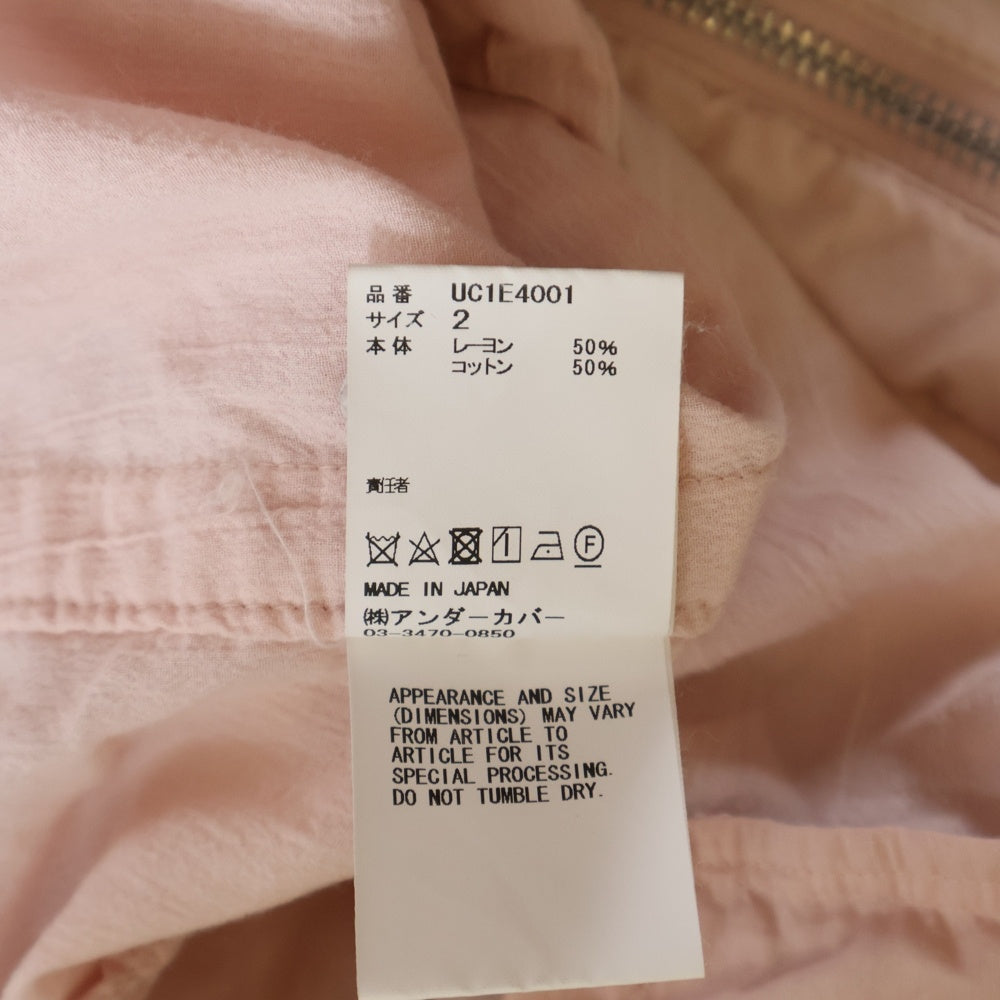 品番 UC1E4001
サイズ 2
本体 レーヨン 50%
コットン 50%
責任者
F
MADE IN JAPAN
㈱アンダーカバー
03-3470-0850
APPEARANCE AND SIZE
(DIMENSIONS) MAY VARY
FROM ARTICLE TO
ARTICLE FOR ITS
SPECIAL PROCESSING.
DO NOT TUMBLE DRY.